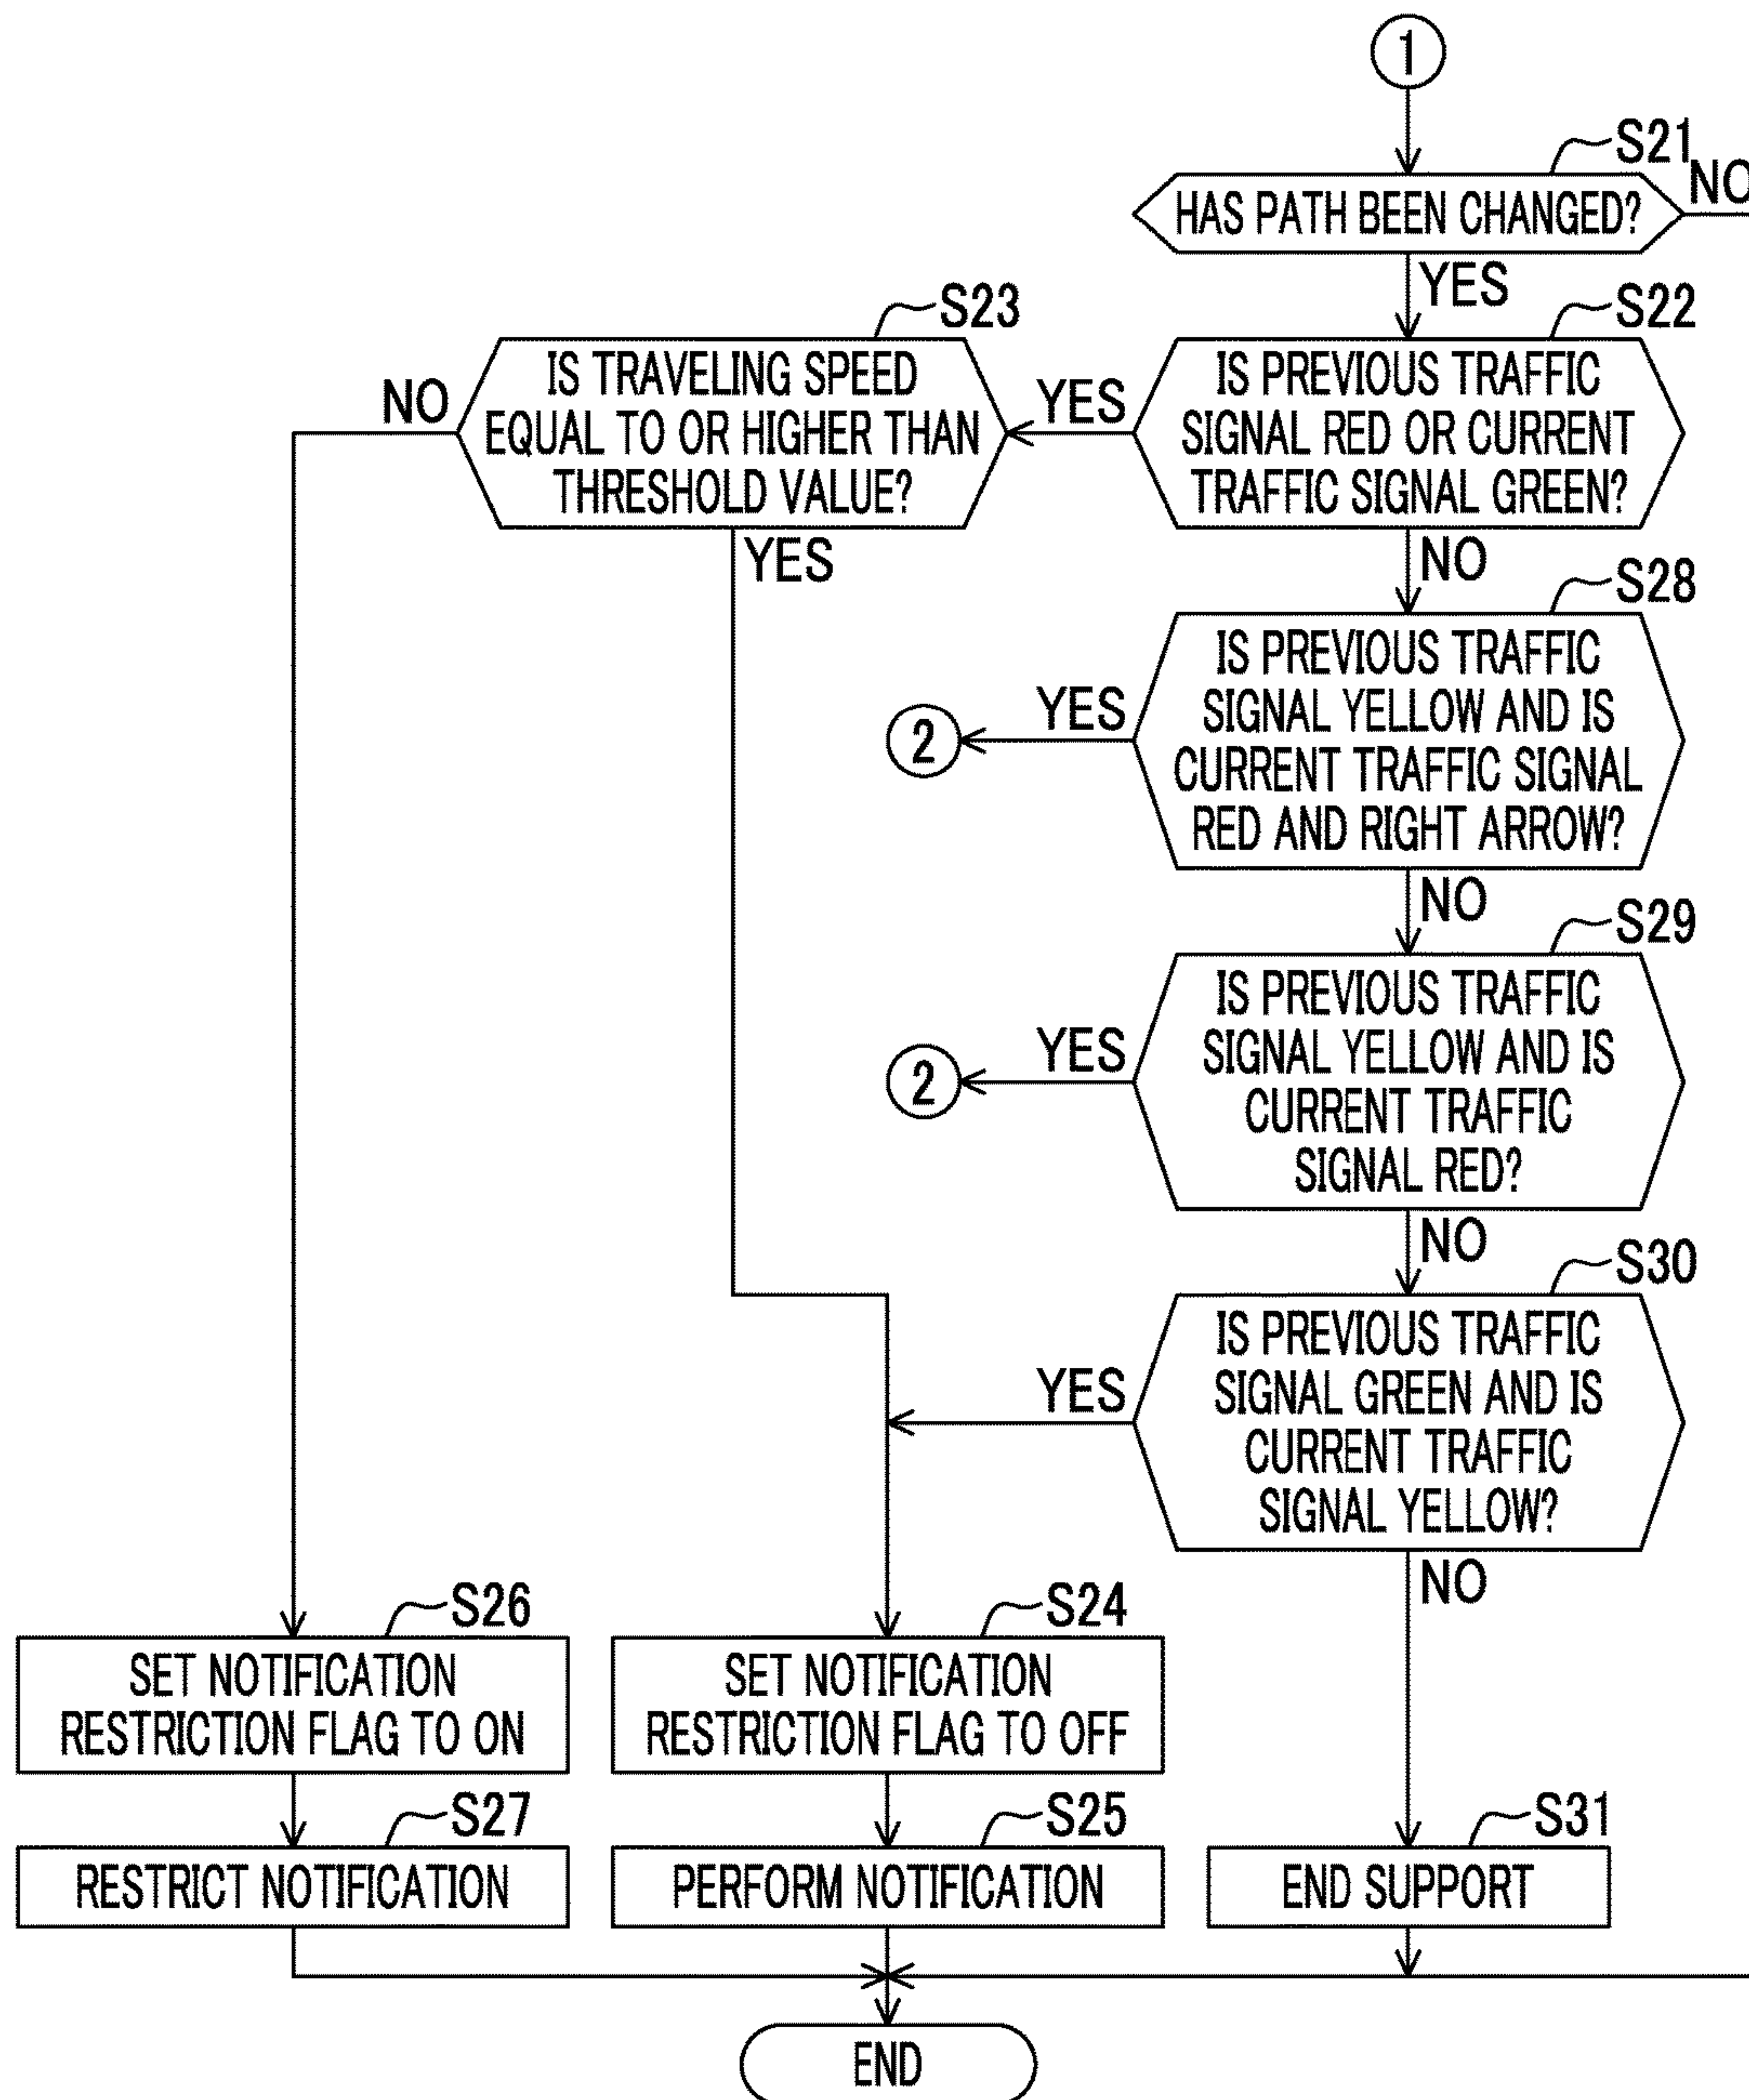 1
S21
HAS PATH BEEN CHANGED?
NO
YES
S22
IS PREVIOUS TRAFFIC
SIGNAL RED OR CURRENT
TRAFFIC SIGNAL GREEN?
YES
NO
S23
IS TRAVELING SPEED
EQUAL TO OR HIGHER THAN
THRESHOLD VALUE?
NO
YES
S28
IS PREVIOUS TRAFFIC
SIGNAL YELLOW AND IS
CURRENT TRAFFIC SIGNAL
RED AND RIGHT ARROW?
YES
2
NO
S29
IS PREVIOUS TRAFFIC
SIGNAL YELLOW AND IS
CURRENT TRAFFIC
SIGNAL RED?
YES
2
NO
S30
IS PREVIOUS TRAFFIC
SIGNAL GREEN AND IS
CURRENT TRAFFIC
SIGNAL YELLOW?
YES
NO
S26
SET NOTIFICATION
RESTRICTION FLAG TO ON
S24
SET NOTIFICATION
RESTRICTION FLAG TO OFF
S27
RESTRICT NOTIFICATION
S25
PERFORM NOTIFICATION
S31
END SUPPORT
END